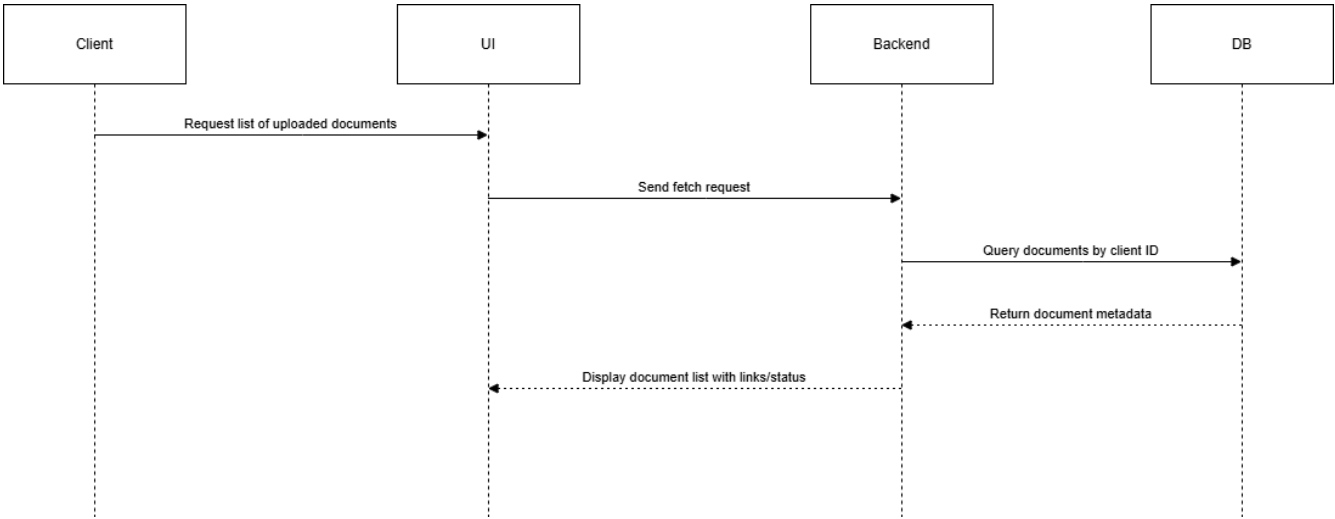 Client
UI
Backend
DB
Request list of uploaded documents
Send fetch request
Query documents by client ID
Return document metadata
Display document list with links/status